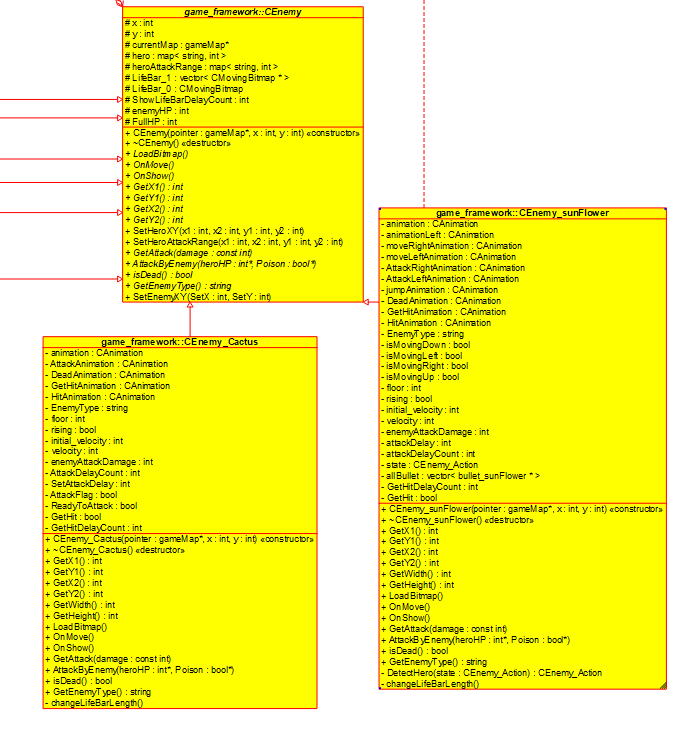 game_framework::CEnemy
# x : int
# y : int
# currentMap : gameMap*
# hero : map< string, int >
# heroAttackRange : map< string, int >
# LifeBar_1 : vector< CMovingBitmap * >
# LifeBar_0 : CMovingBitmap
# ShowLifeBarDelayCount : int
# enemyHP : int
# FullHP : int
+ CEnemy(pointer : gameMap*, x : int, y : int) «constructor»
+ ~CEnemy() «destructor»
+ LoadBitmap()
+ OnMove()
+ OnShow()
+ GetX1() : int
+ GetY1() : int
+ GetX2() : int
+ GetY2() : int
+ SetHeroXY(x1 : int, x2 : int, y1 : int, y2 : int)
+ SetHeroAttackRange(x1 : int, x2 : int, y1 : int, y2 : int)
+ GetAttack(damage : const int)
+ AttackByEnemy(heroHP : int*, Poison : bool*)
+ isDead() : bool
+ GetEnemyType() : string
+ SetEnemyXY(SetX : int, SetY : int)
game_framework::CEnemy_sunFlower
- animation : CAnimation
- animationLeft : CAnimation
- moveRightAnimation : CAnimation
- moveLeftAnimation : CAnimation
- AttackRightAnimation : CAnimation
- AttackLeftAnimation : CAnimation
- jumpAnimation : CAnimation
- DeadAnimation : CAnimation
- GetHitAnimation : CAnimation
- HitAnimation : CAnimation
- EnemyType : string
- isMovingDown : bool
- isMovingLeft : bool
- isMovingRight : bool
- isMovingUp : bool
- floor : int
- rising : bool
- initial_velocity : int
- velocity : int
- enemyAttackDamage : int
- attackDelay : int
- attackDelayCount : int
- state : CEnemy_Action
- allBullet : vector< bullet_sunFlower * >
- GetHitDelayCount : int
- GetHit : bool
+ CEnemy_sunFlower(pointer : gameMap*, x : int, y : int) «constructor»
+ ~CEnemy_sunFlower() «destructor»
+ GetX1() : int
+ GetY1() : int
+ GetX2() : int
+ GetY2() : int
+ GetWidth() : int
+ GetHeight() : int
+ LoadBitmap()
+ OnMove()
+ OnShow()
+ GetAttack(damage : const int)
+ AttackByEnemy(heroHP : int*, Poison : bool*)
+ isDead() : bool
+ GetEnemyType() : string
- DetectHero(state : CEnemy_Action) : CEnemy_Action
- changeLifeBarLength()
game_framework::CEnemy_Cactus
- animation : CAnimation
- AttackAnimation : CAnimation
- DeadAnimation : CAnimation
- GetHitAnimation : CAnimation
- HitAnimation : CAnimation
- EnemyType : string
- floor : int
- rising : bool
- initial_velocity : int
- velocity : int
- enemyAttackDamage : int
- AttackDelayCount : int
- SetAttackDelay : int
- AttackFlag : bool
- ReadyToAttack : bool
- GetHit : bool
- GetHitDelayCount : int
+ CEnemy_Cactus(pointer : gameMap*, x : int, y : int) «constructor»
+ ~CEnemy_Cactus() «destructor»
+ GetX1() : int
+ GetY1() : int
+ GetX2() : int
+ GetY2() : int
+ GetWidth() : int
+ GetHeight() : int
+ LoadBitmap()
+ OnMove()
+ OnShow()
+ GetAttack(damage : const int)
+ AttackByEnemy(heroHP : int*, Poison : bool*)
+ isDead() : bool
+ GetEnemyType() : string
- changeLifeBarLength()